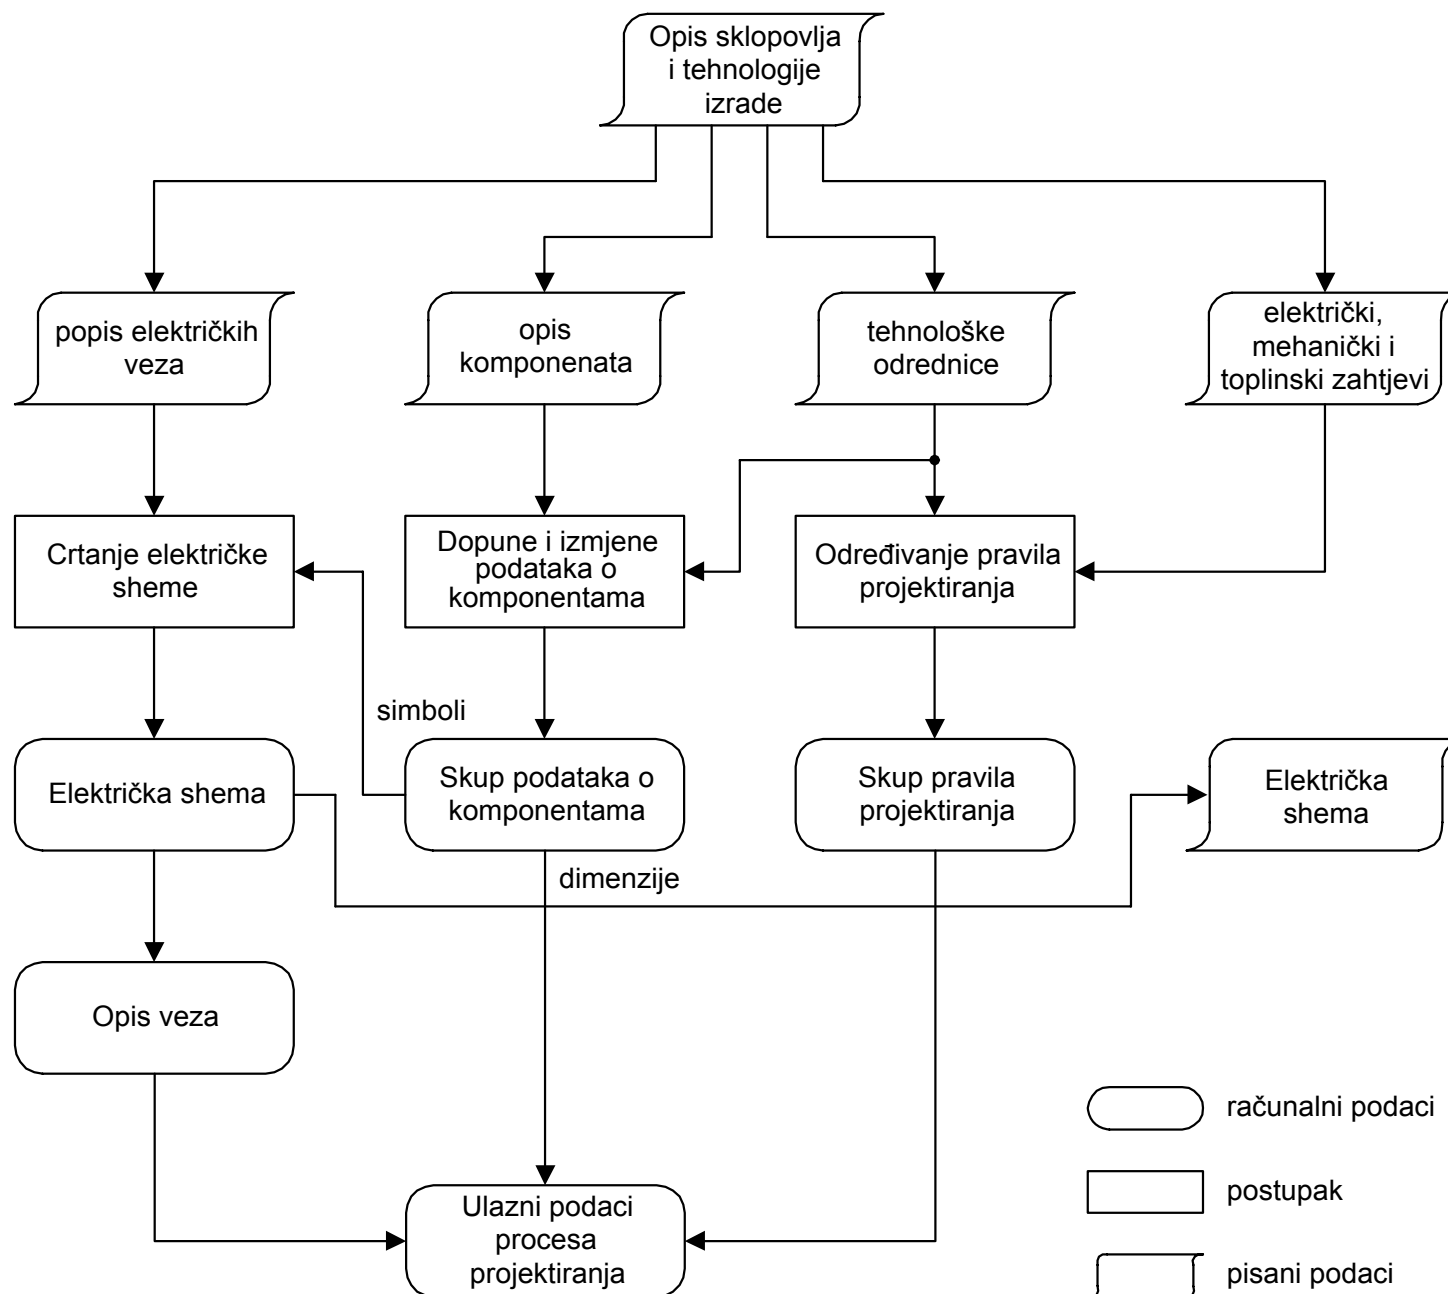 Opis sklopovlja
i tehnologije
izrade
popis električkih
veza
opis
komponenata
tehnološke
odrednice
električki,
mehanički i
toplinski zahtjevi
Crtanje električke
sheme
Dopune i izmjene
podataka o
komponentama
Određivanje pravila
projektiranja
simboli
Električka shema
Skup podataka o
komponentama
Skup pravila
projektiranja
Električka
shema
dimenzije
Opis veza
Ulazni podaci
procesa
projektiranja
računalni podaci
postupak
pisani podaci